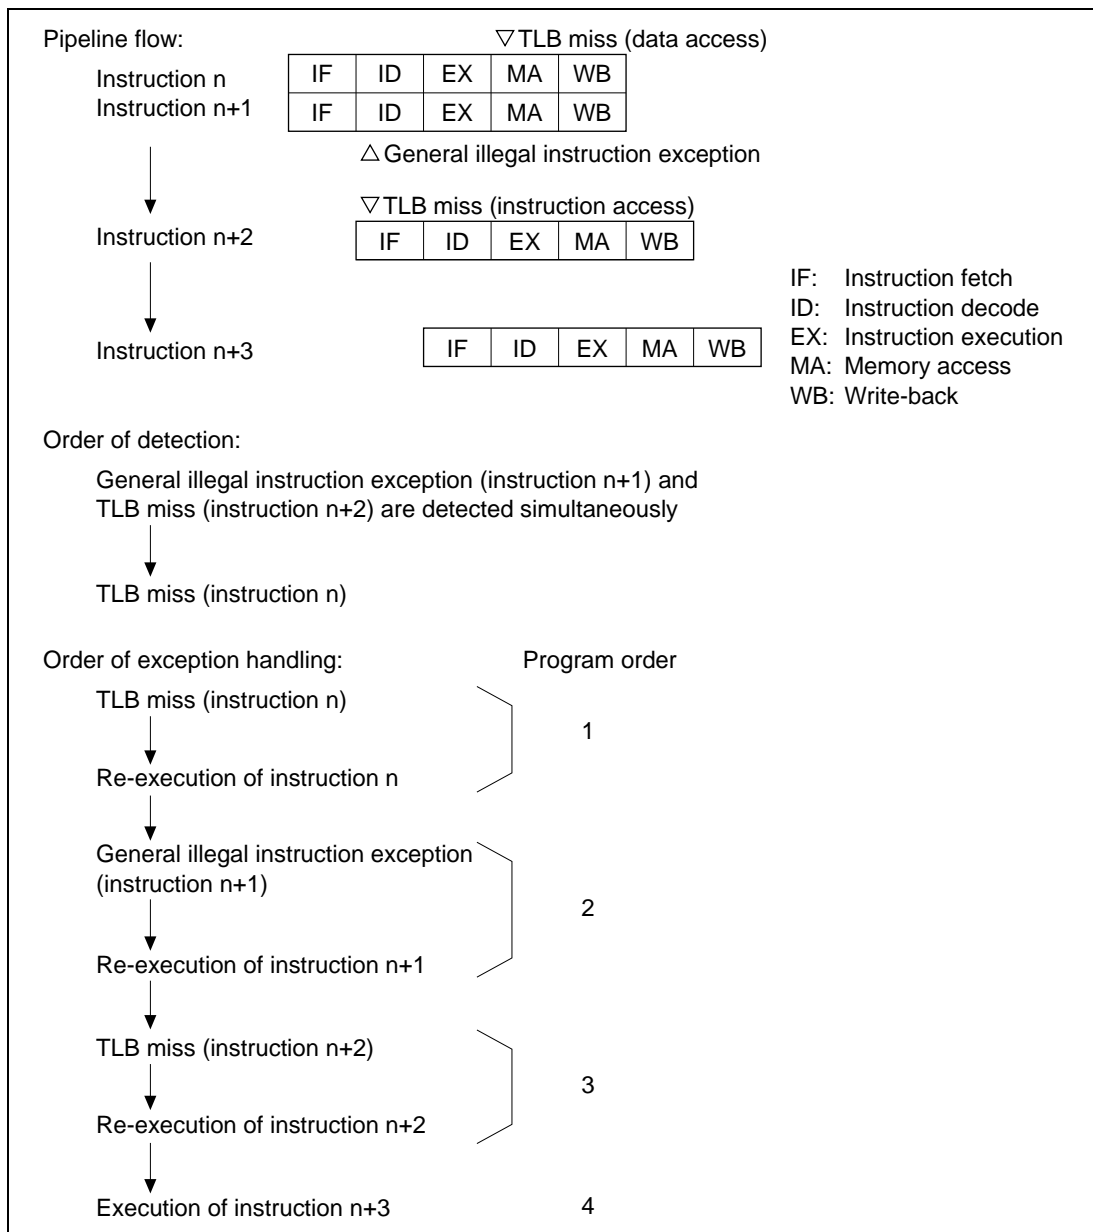 Pipeline flow:
▽TLB miss (data access)
Instruction n IF ID EX MA WB
Instruction n+1 IF ID EX MA WB
△General illegal instruction exception
▽TLB miss (instruction access)
Instruction n+2 IF ID EX MA WB
IF: Instruction fetch
ID: Instruction decode
EX: Instruction execution
MA: Memory access
WB: Write-back
Instruction n+3 IF ID EX MA WB
Order of detection:
General illegal instruction exception (instruction n+1) and
TLB miss (instruction n+2) are detected simultaneously
TLB miss (instruction n)
Order of exception handling: Program order
TLB miss (instruction n)
1
Re-execution of instruction n
General illegal instruction exception
(instruction n+1)
2
Re-execution of instruction n+1
TLB miss (instruction n+2)
3
Re-execution of instruction n+2
Execution of instruction n+3 4